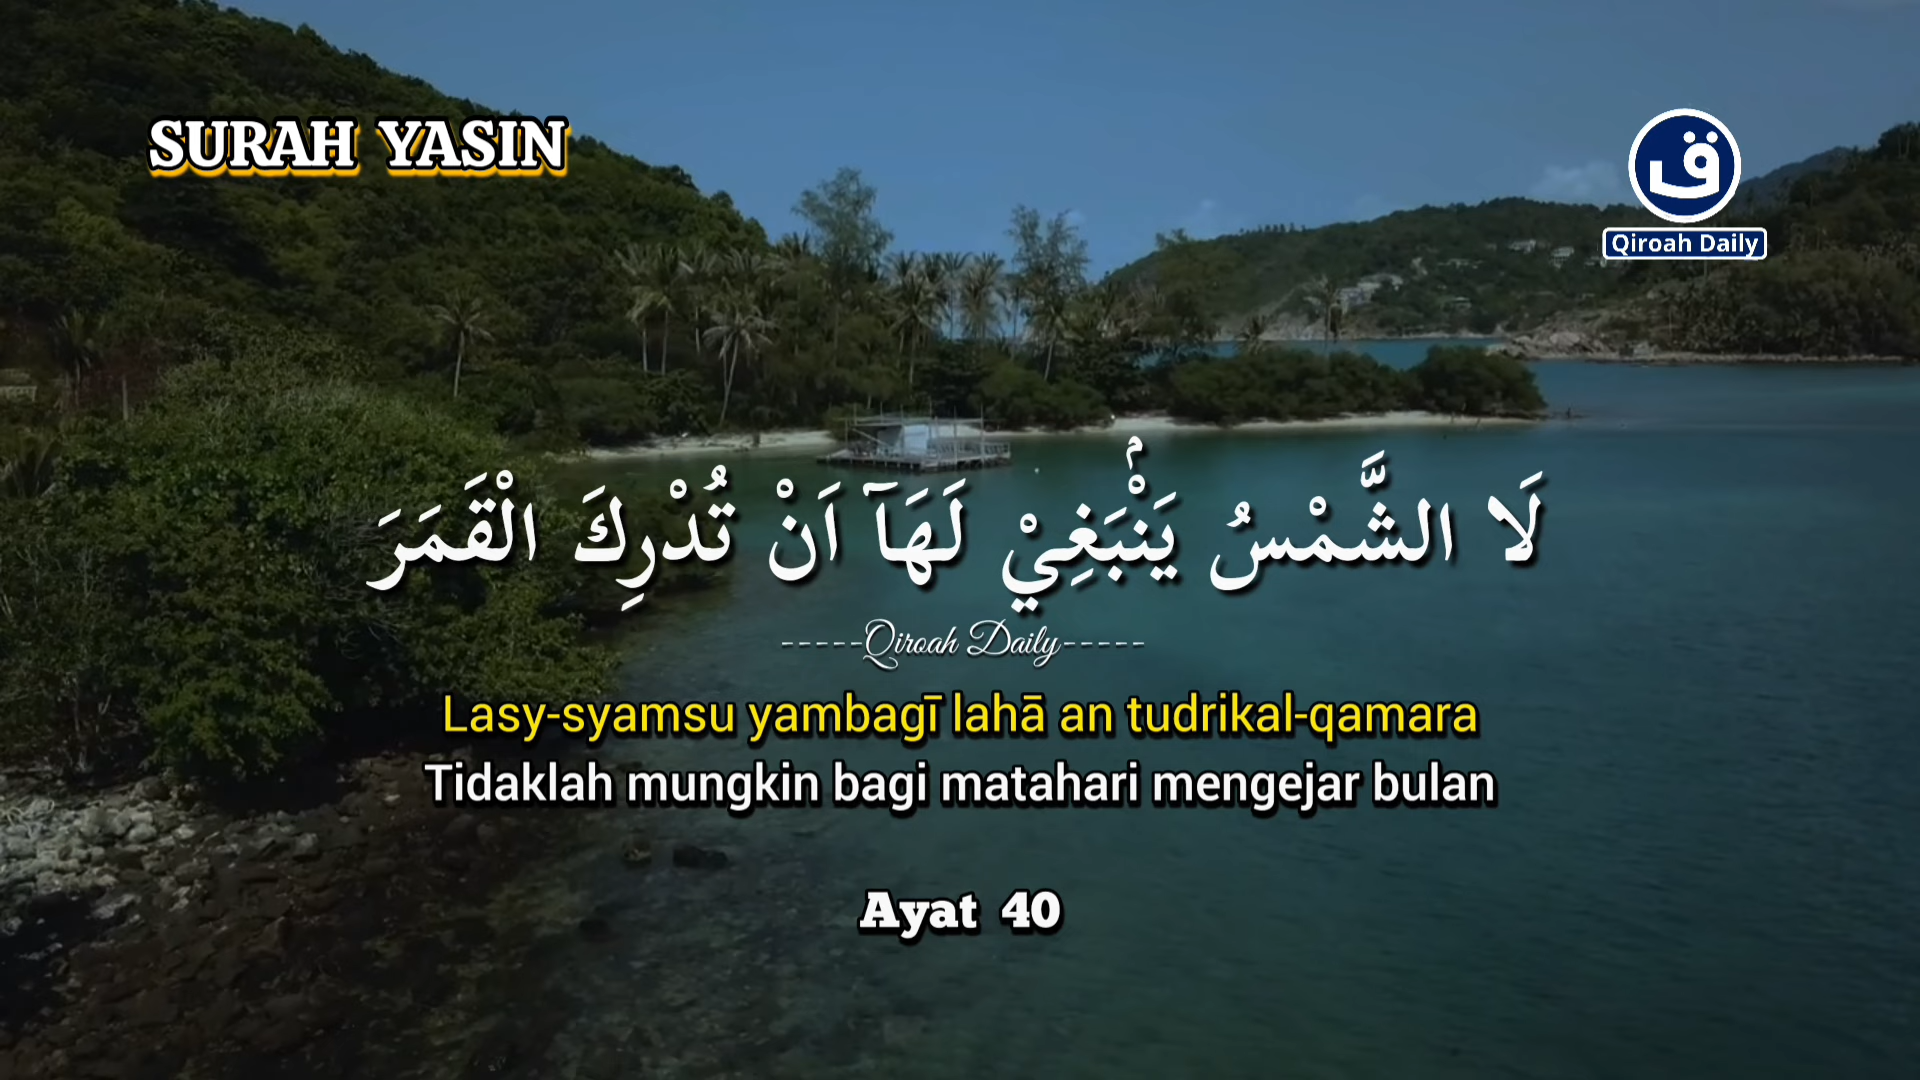 SURAH YASIN
ق
Qiroah Daily
لَا الشَّمْسُ يَنْۢبَغِيْ لَهَآ اَنْ تُدْرِكَ الْقَمَرَ
-----Qiroah Daily-----
Lasy-syamsu yambagī lahā an tudrikal-qamara
Tidaklah mungkin bagi matahari mengejar bulan
Ayat 40